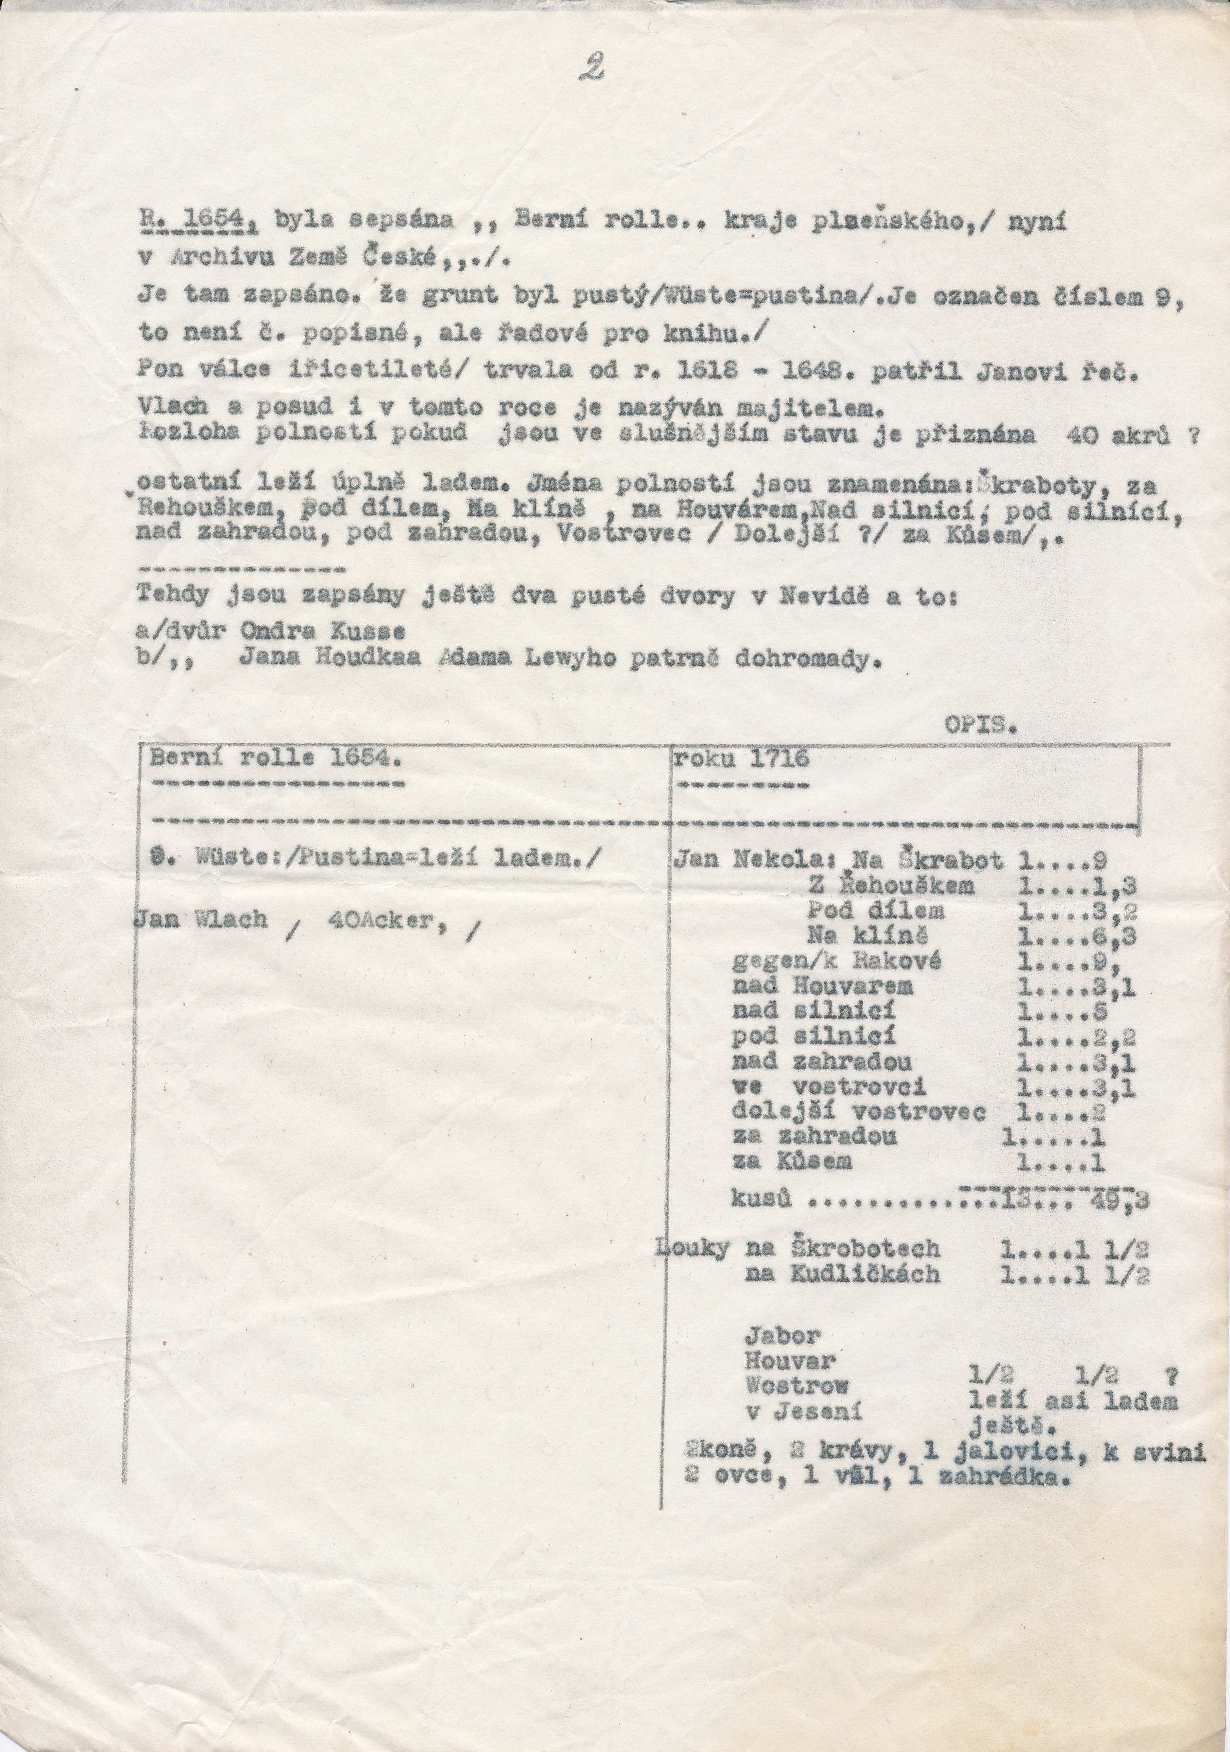 2
R. 1654, byla sepsána ,, Berní rolle.. kraje plzeňského,/ nyní
v Archivu Země České,,./.
Je tam zapsáno. že grunt byl pustý/Wüste=pustina/.Je označen číslem 9,
to není č. popisné, ale řadové pro knihu./
Pon válce iřicetileté/ trvala od r. 1618 - 1648. patřil Janovi řeč.
Vlach a posud i v tomto roce je nazýván majitelem.
Rozloha polností pokud jsou ve slušnějším stavu je přiznána 40 akrů ?
ostatní leží úplně ladem. Jména polností jsou znamenána:Škraboty, za
Rehouškem, Pod dílem, Na klíně , na Houvárem,Nad silnicí, pod silnící,
nad zahradou, pod zahradou, Vostrovec / Dolejší ?/ za Kůsem/,.
--------------
Tehdy jsou zapsány ještě dva pusté dvory v Nevidě a to:
a/dvůr Ondra Kusse
b/,, Jana Houdkaa Adama Lewyho patrně dohromady.
OPIS.
Berní rolle 1654. roku 1716
9. Wüste:/Pustina=leží ladem./ Jan Nekola: Na Škrabot 1....9
Z Řehouškem 1....1,3
Jan Wlach / 40Acker, / Pod dílem 1....3,2
Na klíně 1....6,3
gegen/k Rakové 1....9,
nad Houvarem 1....3,1
nad silnicí 1....5
pod silnicí 1....2,2
nad zahradou 1....3,1
ve vostrovci 1....3,1
dolejší vostrovec 1....2
za zahradou 1.....1
za Kůsem 1....1
kusů .............13... 49,3
Louky na Škrobotech 1....1 1/2
na Kudličkách 1....1 1/2
Jabor
Houvar
Wostrow 1/2 1/2 ?
v Jesení leží asi ladem
ještě.
2koně, 2 krávy, 1 jalovici, k svini
2 ovce, 1 vůl, 1 zahrádka.